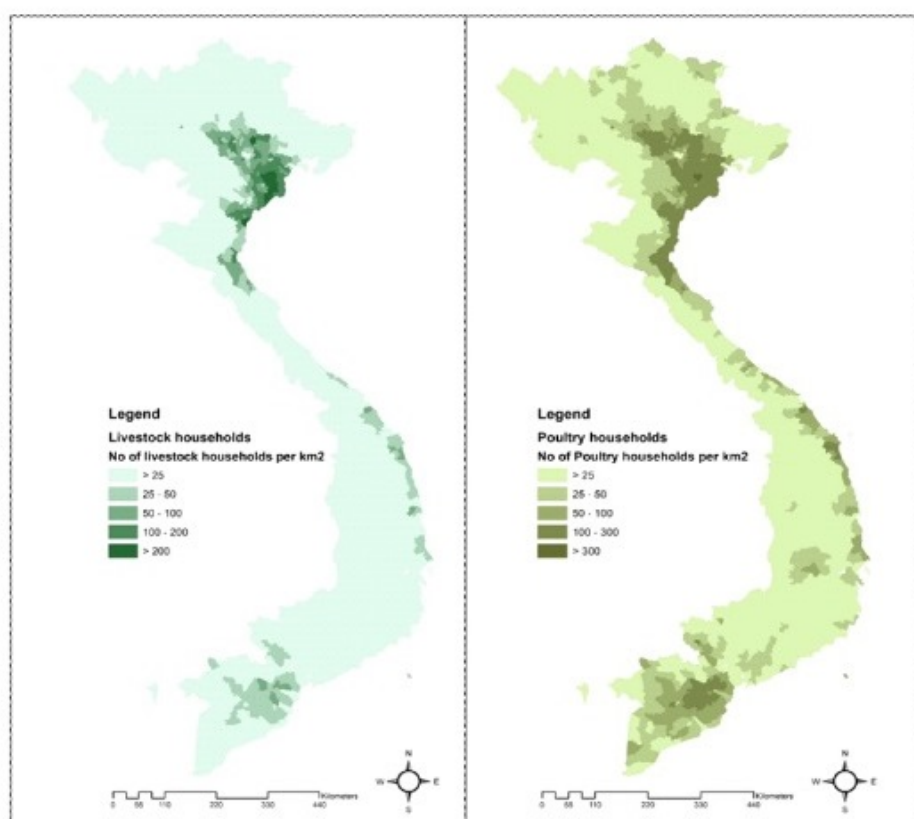 Legend
Livestock households
No of livestock households per km2
> 25
25 - 50
50 - 100
100 - 200
> 200
N
W
E
S
Kilometers
0 55 110 220 330 440
Legend
Poultry households
No of Poultry households per km2
> 25
25 - 50
50 - 100
100 - 300
> 300
N
W
E
S
Kilometers
0 55 110 220 330 440